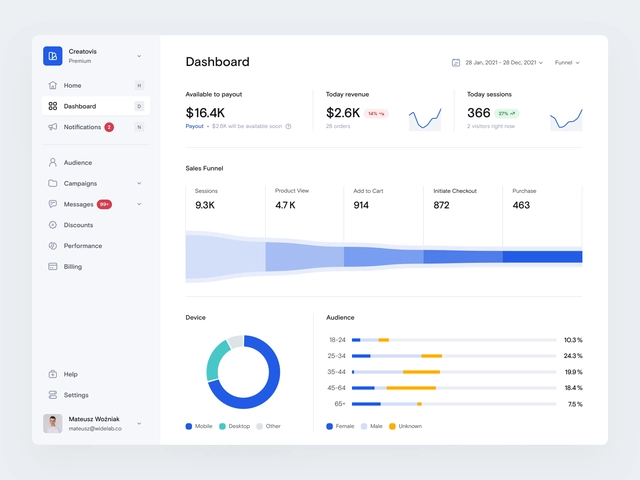 Creatovis
Premium
Home
H
Dashboard
D
Notifications
2
N
Audience
Campaigns
Messages
99+
Discounts
Performance
Billing
Help
Settings
Mateusz Woźniak
mateusz@widelab.co
Dashboard
28 Jan, 2021 - 28 Dec, 2021
Funnel
Available to payout
$16.4K
Payout • $2.6K will be available soon
Today revenue
$2.6K
14%
28 orders
Today sessions
366
27%
2 visitors right now
Sales Funnel
Sessions
9.3K
Product View
4.7K
Add to Cart
914
Initiate Checkout
872
Purchase
463
Device
Mobile
Desktop
Other
Audience
18-24
10.3%
25-34
24.3%
35-44
19.9%
45-64
18.4%
65+
7.5%
Female
Male
Unknown